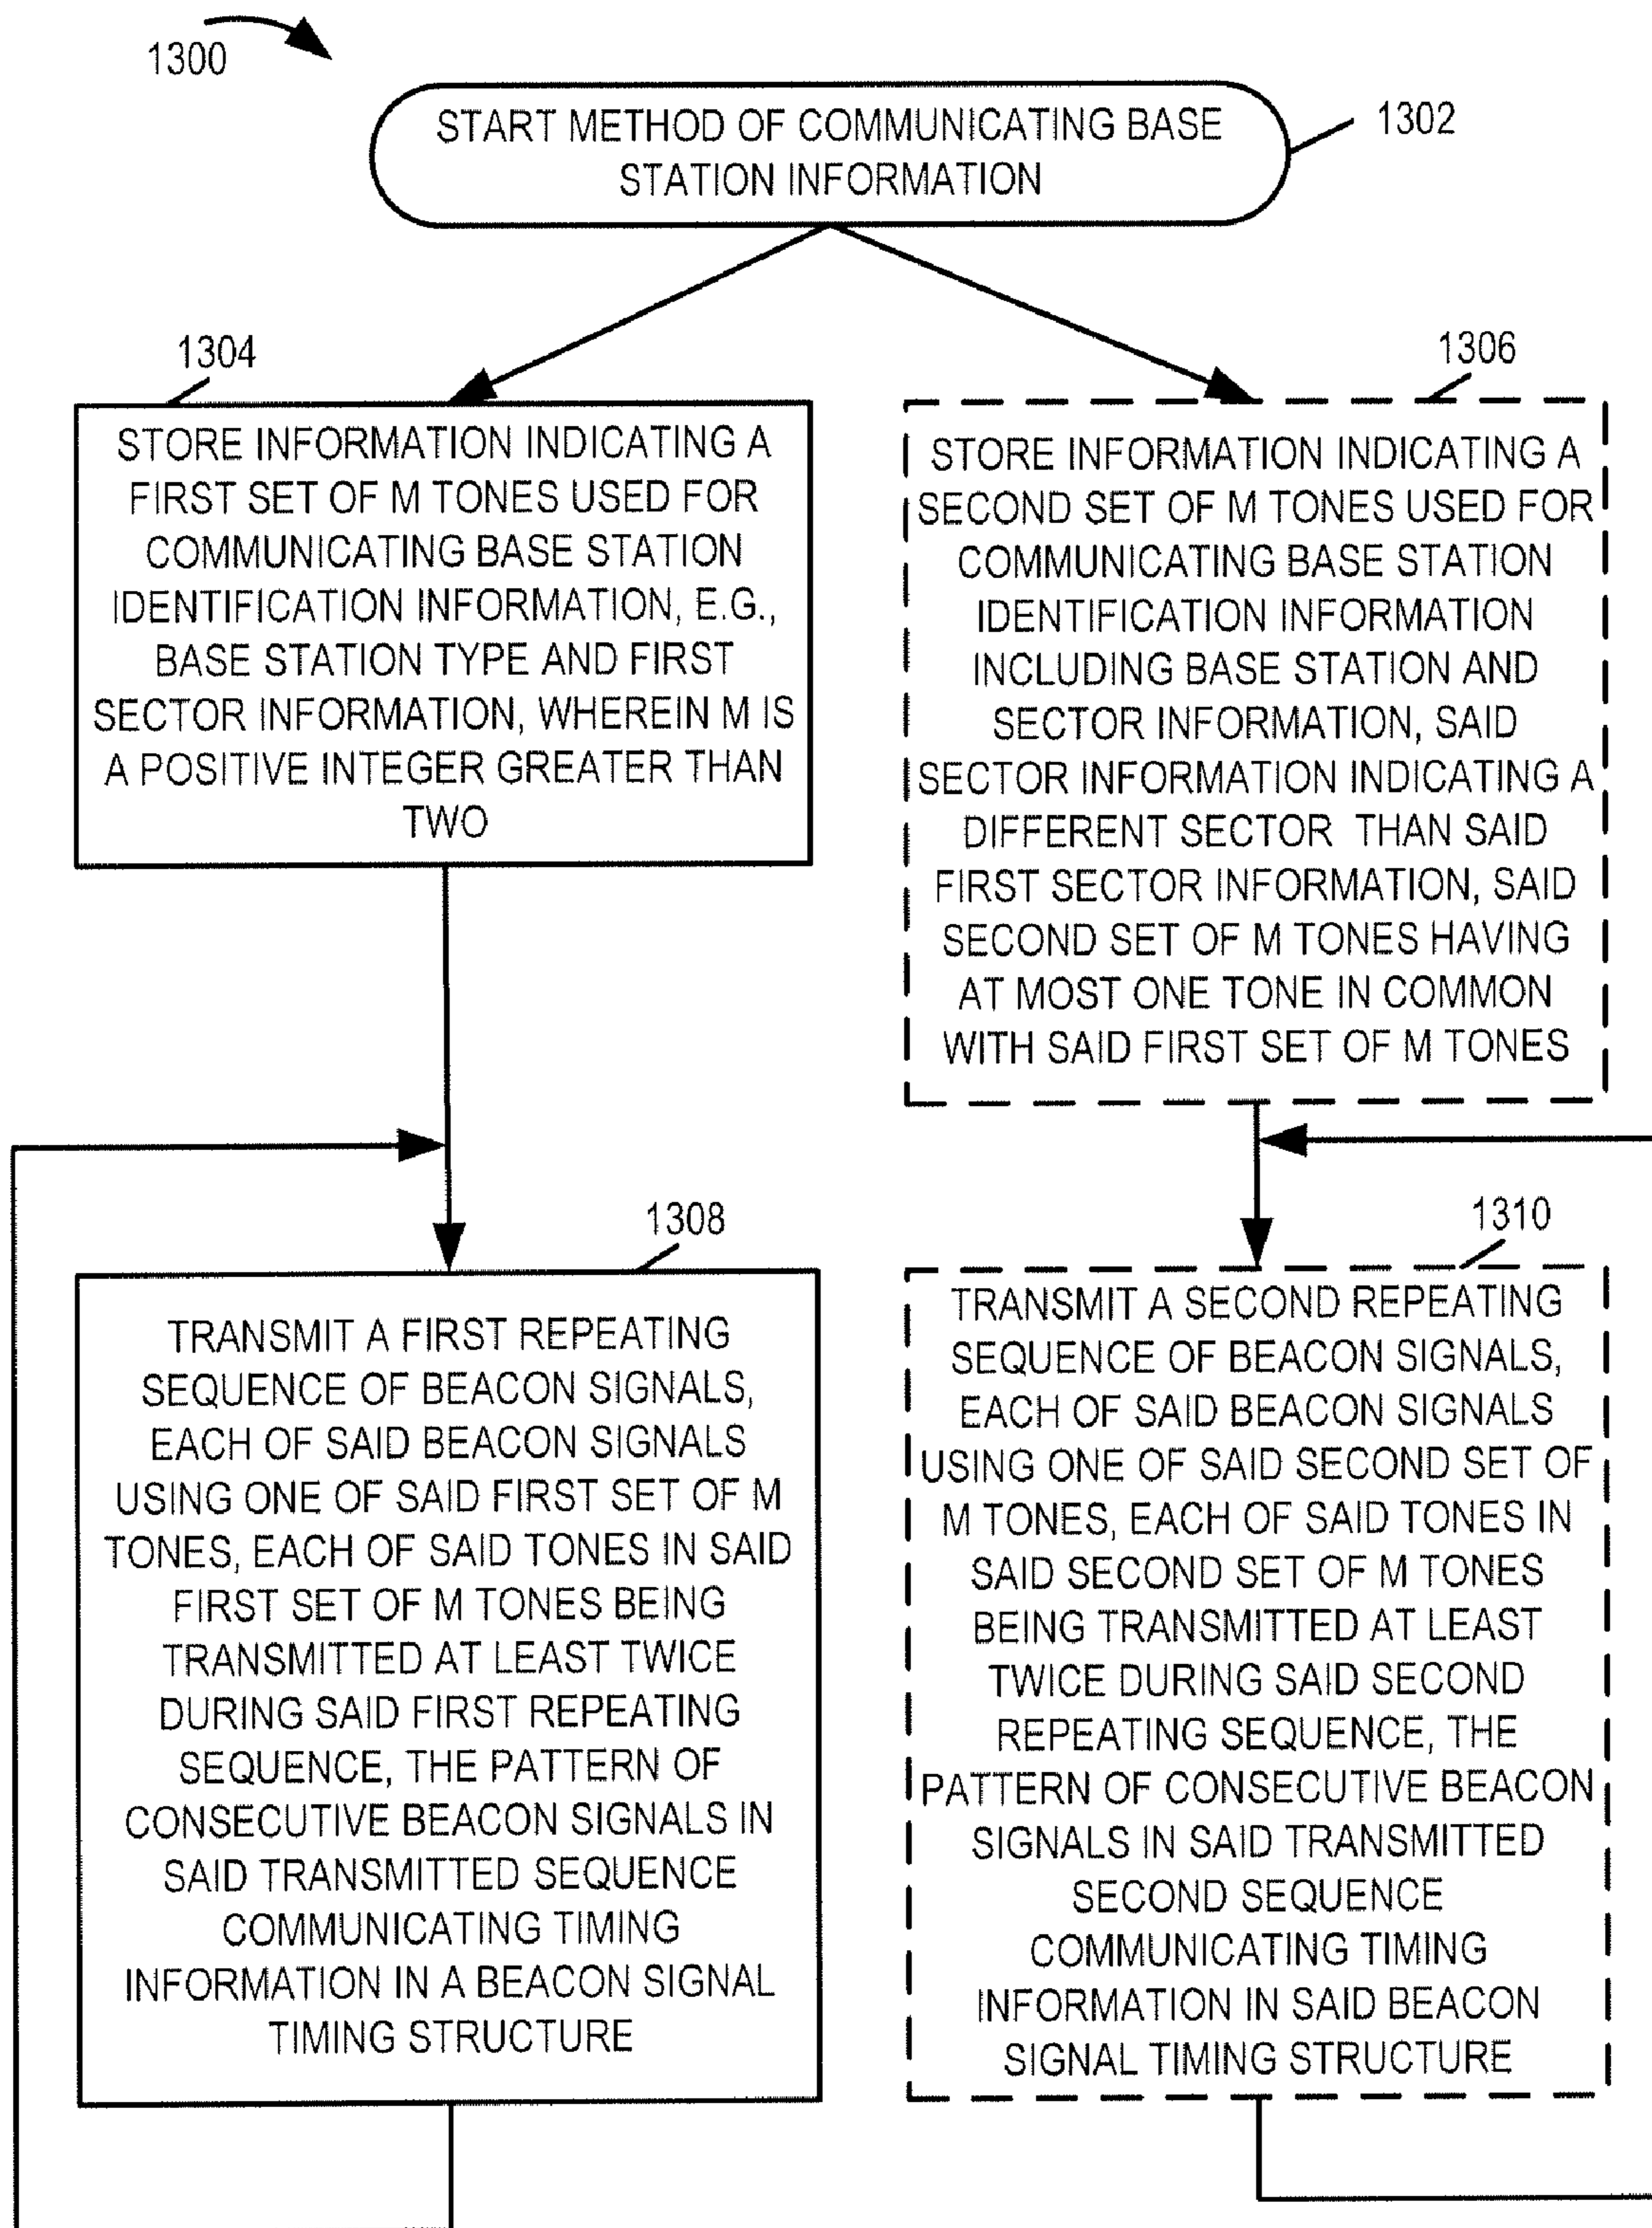 1300
START METHOD OF COMMUNICATING BASE
STATION INFORMATION
1302
1304
STORE INFORMATION INDICATING A
FIRST SET OF M TONES USED FOR
COMMUNICATING BASE STATION
IDENTIFICATION INFORMATION, E.G.,
BASE STATION TYPE AND FIRST
SECTOR INFORMATION, WHEREIN M IS
A POSITIVE INTEGER GREATER THAN
TWO
1306
STORE INFORMATION INDICATING A
SECOND SET OF M TONES USED FOR
COMMUNICATING BASE STATION
IDENTIFICATION INFORMATION
INCLUDING BASE STATION AND
SECTOR INFORMATION, SAID
SECTOR INFORMATION INDICATING A
DIFFERENT SECTOR THAN SAID
FIRST SECTOR INFORMATION, SAID
SECOND SET OF M TONES HAVING
AT MOST ONE TONE IN COMMON
WITH SAID FIRST SET OF M TONES
1308
TRANSMIT A FIRST REPEATING
SEQUENCE OF BEACON SIGNALS,
EACH OF SAID BEACON SIGNALS
USING ONE OF SAID FIRST SET OF M
TONES, EACH OF SAID TONES IN SAID
FIRST SET OF M TONES BEING
TRANSMITTED AT LEAST TWICE
DURING SAID FIRST REPEATING
SEQUENCE, THE PATTERN OF
CONSECUTIVE BEACON SIGNALS IN
SAID TRANSMITTED SEQUENCE
COMMUNICATING TIMING
INFORMATION IN A BEACON SIGNAL
TIMING STRUCTURE
1310
TRANSMIT A SECOND REPEATING
SEQUENCE OF BEACON SIGNALS,
EACH OF SAID BEACON SIGNALS
USING ONE OF SAID SECOND SET OF
M TONES, EACH OF SAID TONES IN
SAID SECOND SET OF M TONES
BEING TRANSMITTED AT LEAST
TWICE DURING SAID SECOND
REPEATING SEQUENCE, THE
PATTERN OF CONSECUTIVE BEACON
SIGNALS IN SAID TRANSMITTED
SECOND SEQUENCE
COMMUNICATING TIMING
INFORMATION IN SAID BEACON
SIGNAL TIMING STRUCTURE